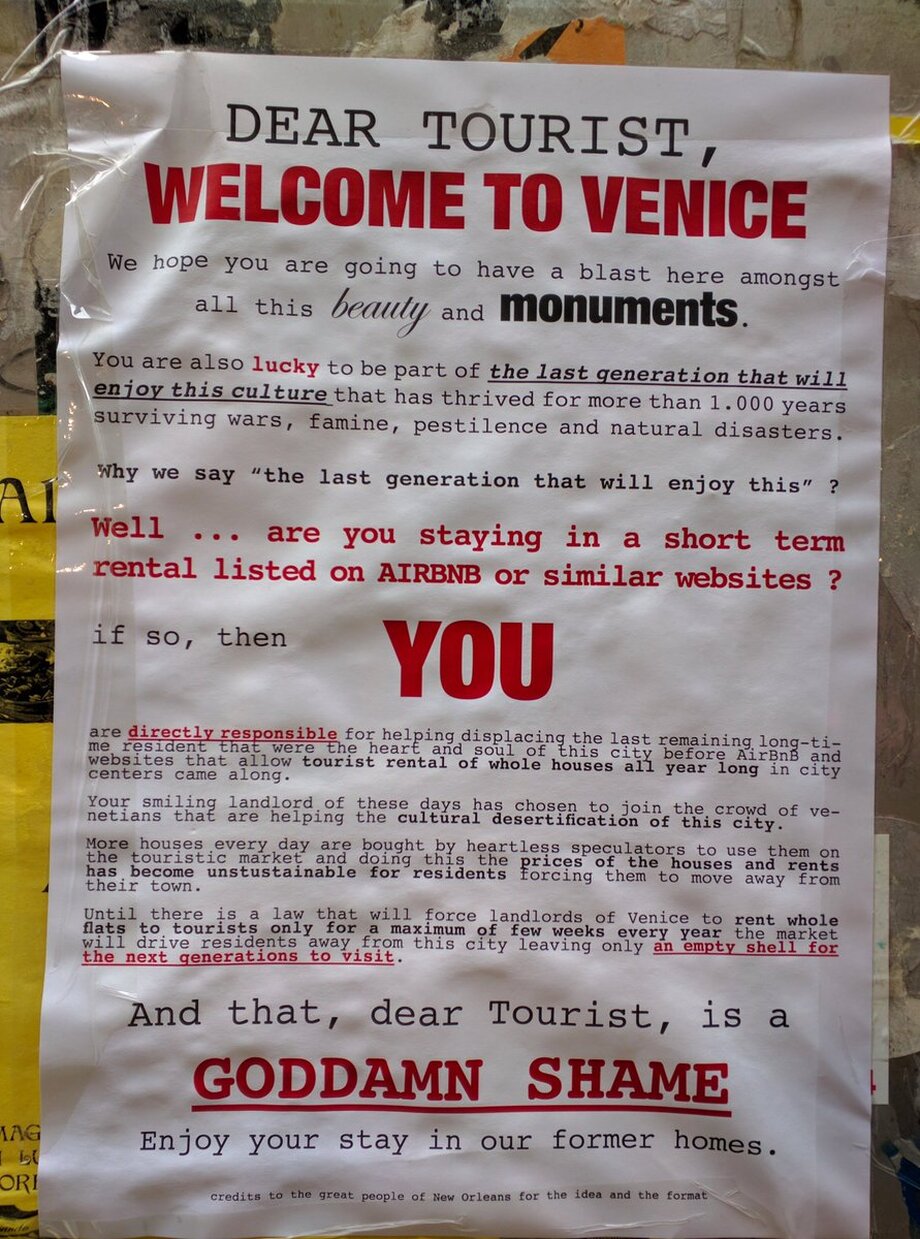 DEAR TOURIST,
WELCOME TO VENICE
We hope you are going to have a blast here amongst
all this beauty and monuments.
You are also lucky to be part of the last generation that will
enjoy this culture that has thrived for more than 1.000 years
surviving wars, famine, pestilence and natural disasters.
Why we say “the last generation that will enjoy this” ?
Well ... are you staying in a short term
rental listed on AIRBNB or similar websites ?
if so, then YOU
are directly responsible for helping displacing the last remaining long-ti-
me resident that were the heart and soul of this city before AirBnB and
websites that allow tourist rental of whole houses all year long in city
centers came along.
Your smiling landlord of these days has chosen to join the crowd of ve-
netians that are helping the cultural desertification of this city.
More houses every day are bought by heartless speculators to use them on
the touristic market and doing this the prices of the houses and rents
has become unstustainable for residents forcing them to move away from
their town.
Until there is a law that will force landlords of Venice to rent whole
flats to tourists only for a maximum of few weeks every year the market
will drive residents away from this city leaving only an empty shell for
the next generations to visit.
And that, dear Tourist, is a
GODDAMN SHAME
Enjoy your stay in our former homes.
credits to the great people of New Orleans for the idea and the format